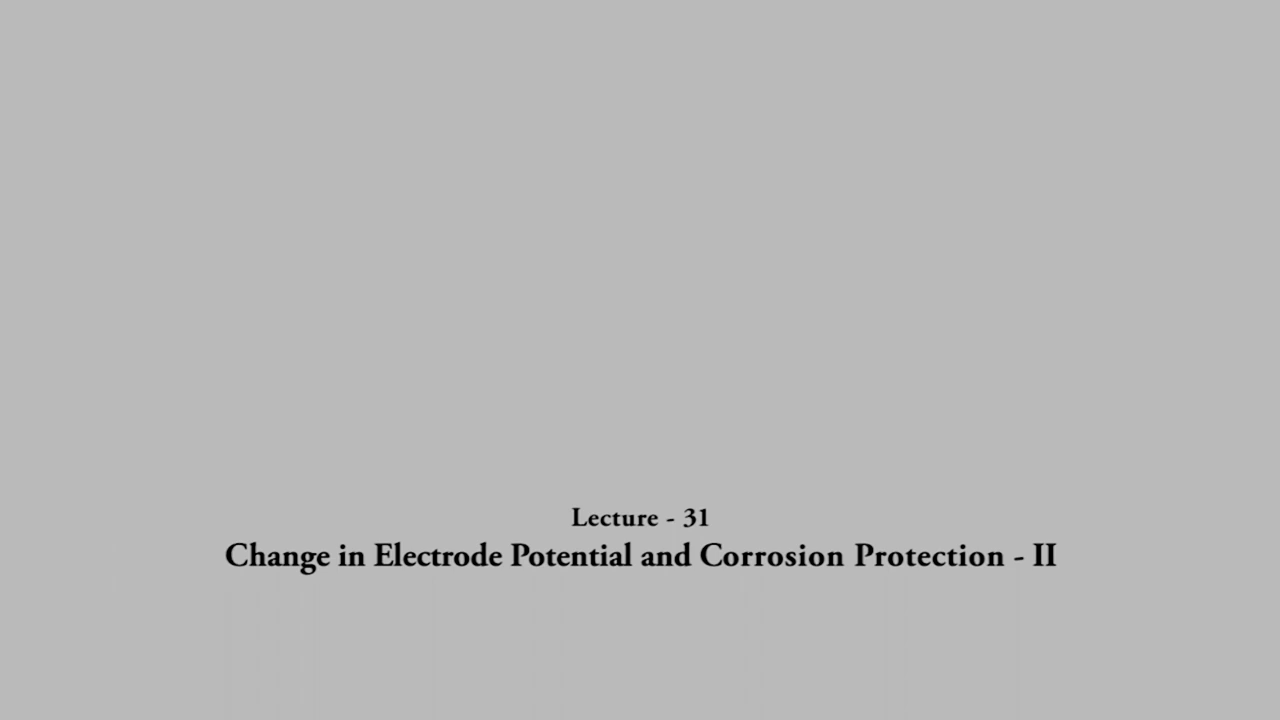 Lecture - 31
Change in Electrode Potential and Corrosion Protection - II